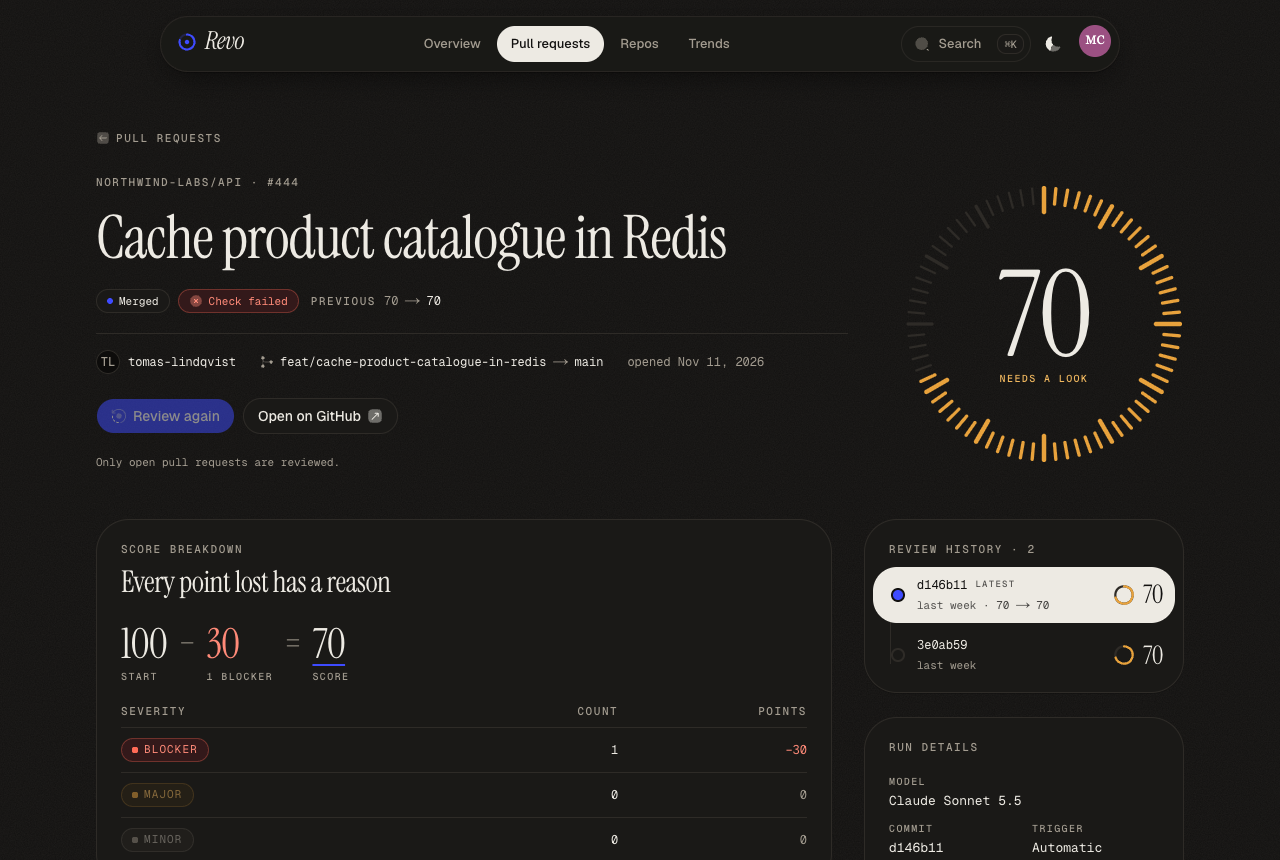 Revo
Overview
Pull requests
Repos
Trends
Search
⌘K
MC
PULL REQUESTS
NORTHWIND-LABS/API · #444
Cache product catalogue in Redis
Merged
Check failed
PREVIOUS 70 → 70
TL
tomas-lindqvist
feat/cache-product-catalogue-in-redis → main
opened Nov 11, 2026
Review again
Open on GitHub
Only open pull requests are reviewed.
70
NEEDS A LOOK
SCORE BREAKDOWN
Every point lost has a reason
100 − 30 = 70
START 1 BLOCKER SCORE
SEVERITY COUNT POINTS
BLOCKER 1 −30
MAJOR 0 0
MINOR 0 0
REVIEW HISTORY · 2
d146b11 LATEST
last week · 70 → 70
70
3e0ab59
last week
70
RUN DETAILS
MODEL
Claude Sonnet 5.5
COMMIT TRIGGER
d146b11 Automatic